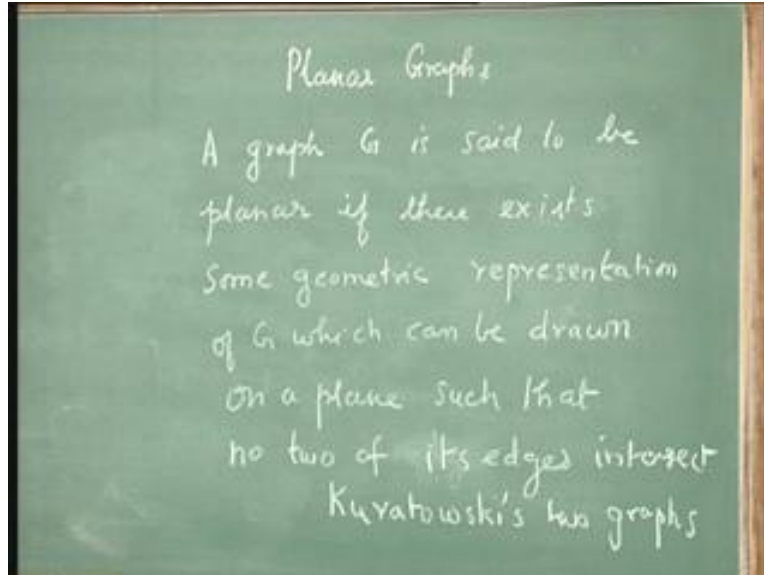 Planar Graphs
A graph G is said to be
planar if there exists
some geometric representation
of G which can be drawn
on a plane such that
no two of its edges intersect
Kuratowski's two graphs